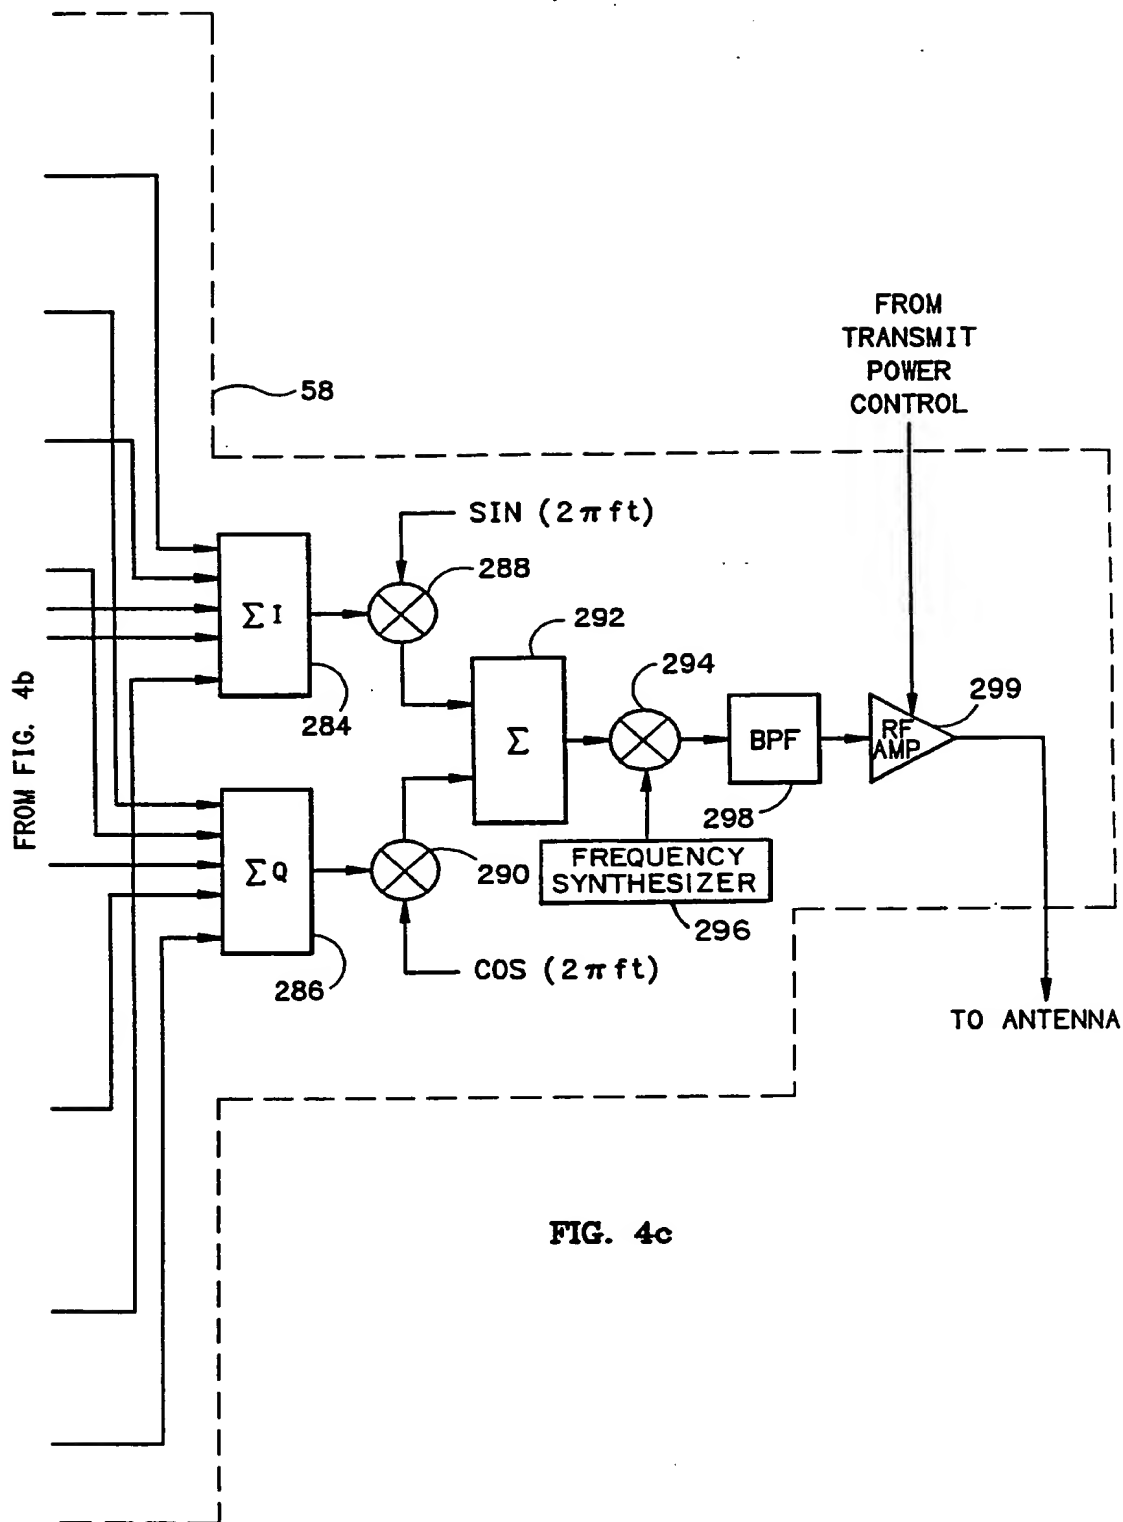 FROM FIG. 4b
58
FROM
TRANSMIT
POWER
CONTROL
SIN (2πft)
288
ΣI
284
292
Σ
294
BPF
298
RF
AMP
299
FREQUENCY
SYNTHESIZER
296
ΣQ
286
290
COS (2πft)
TO ANTENNA
FIG. 4c